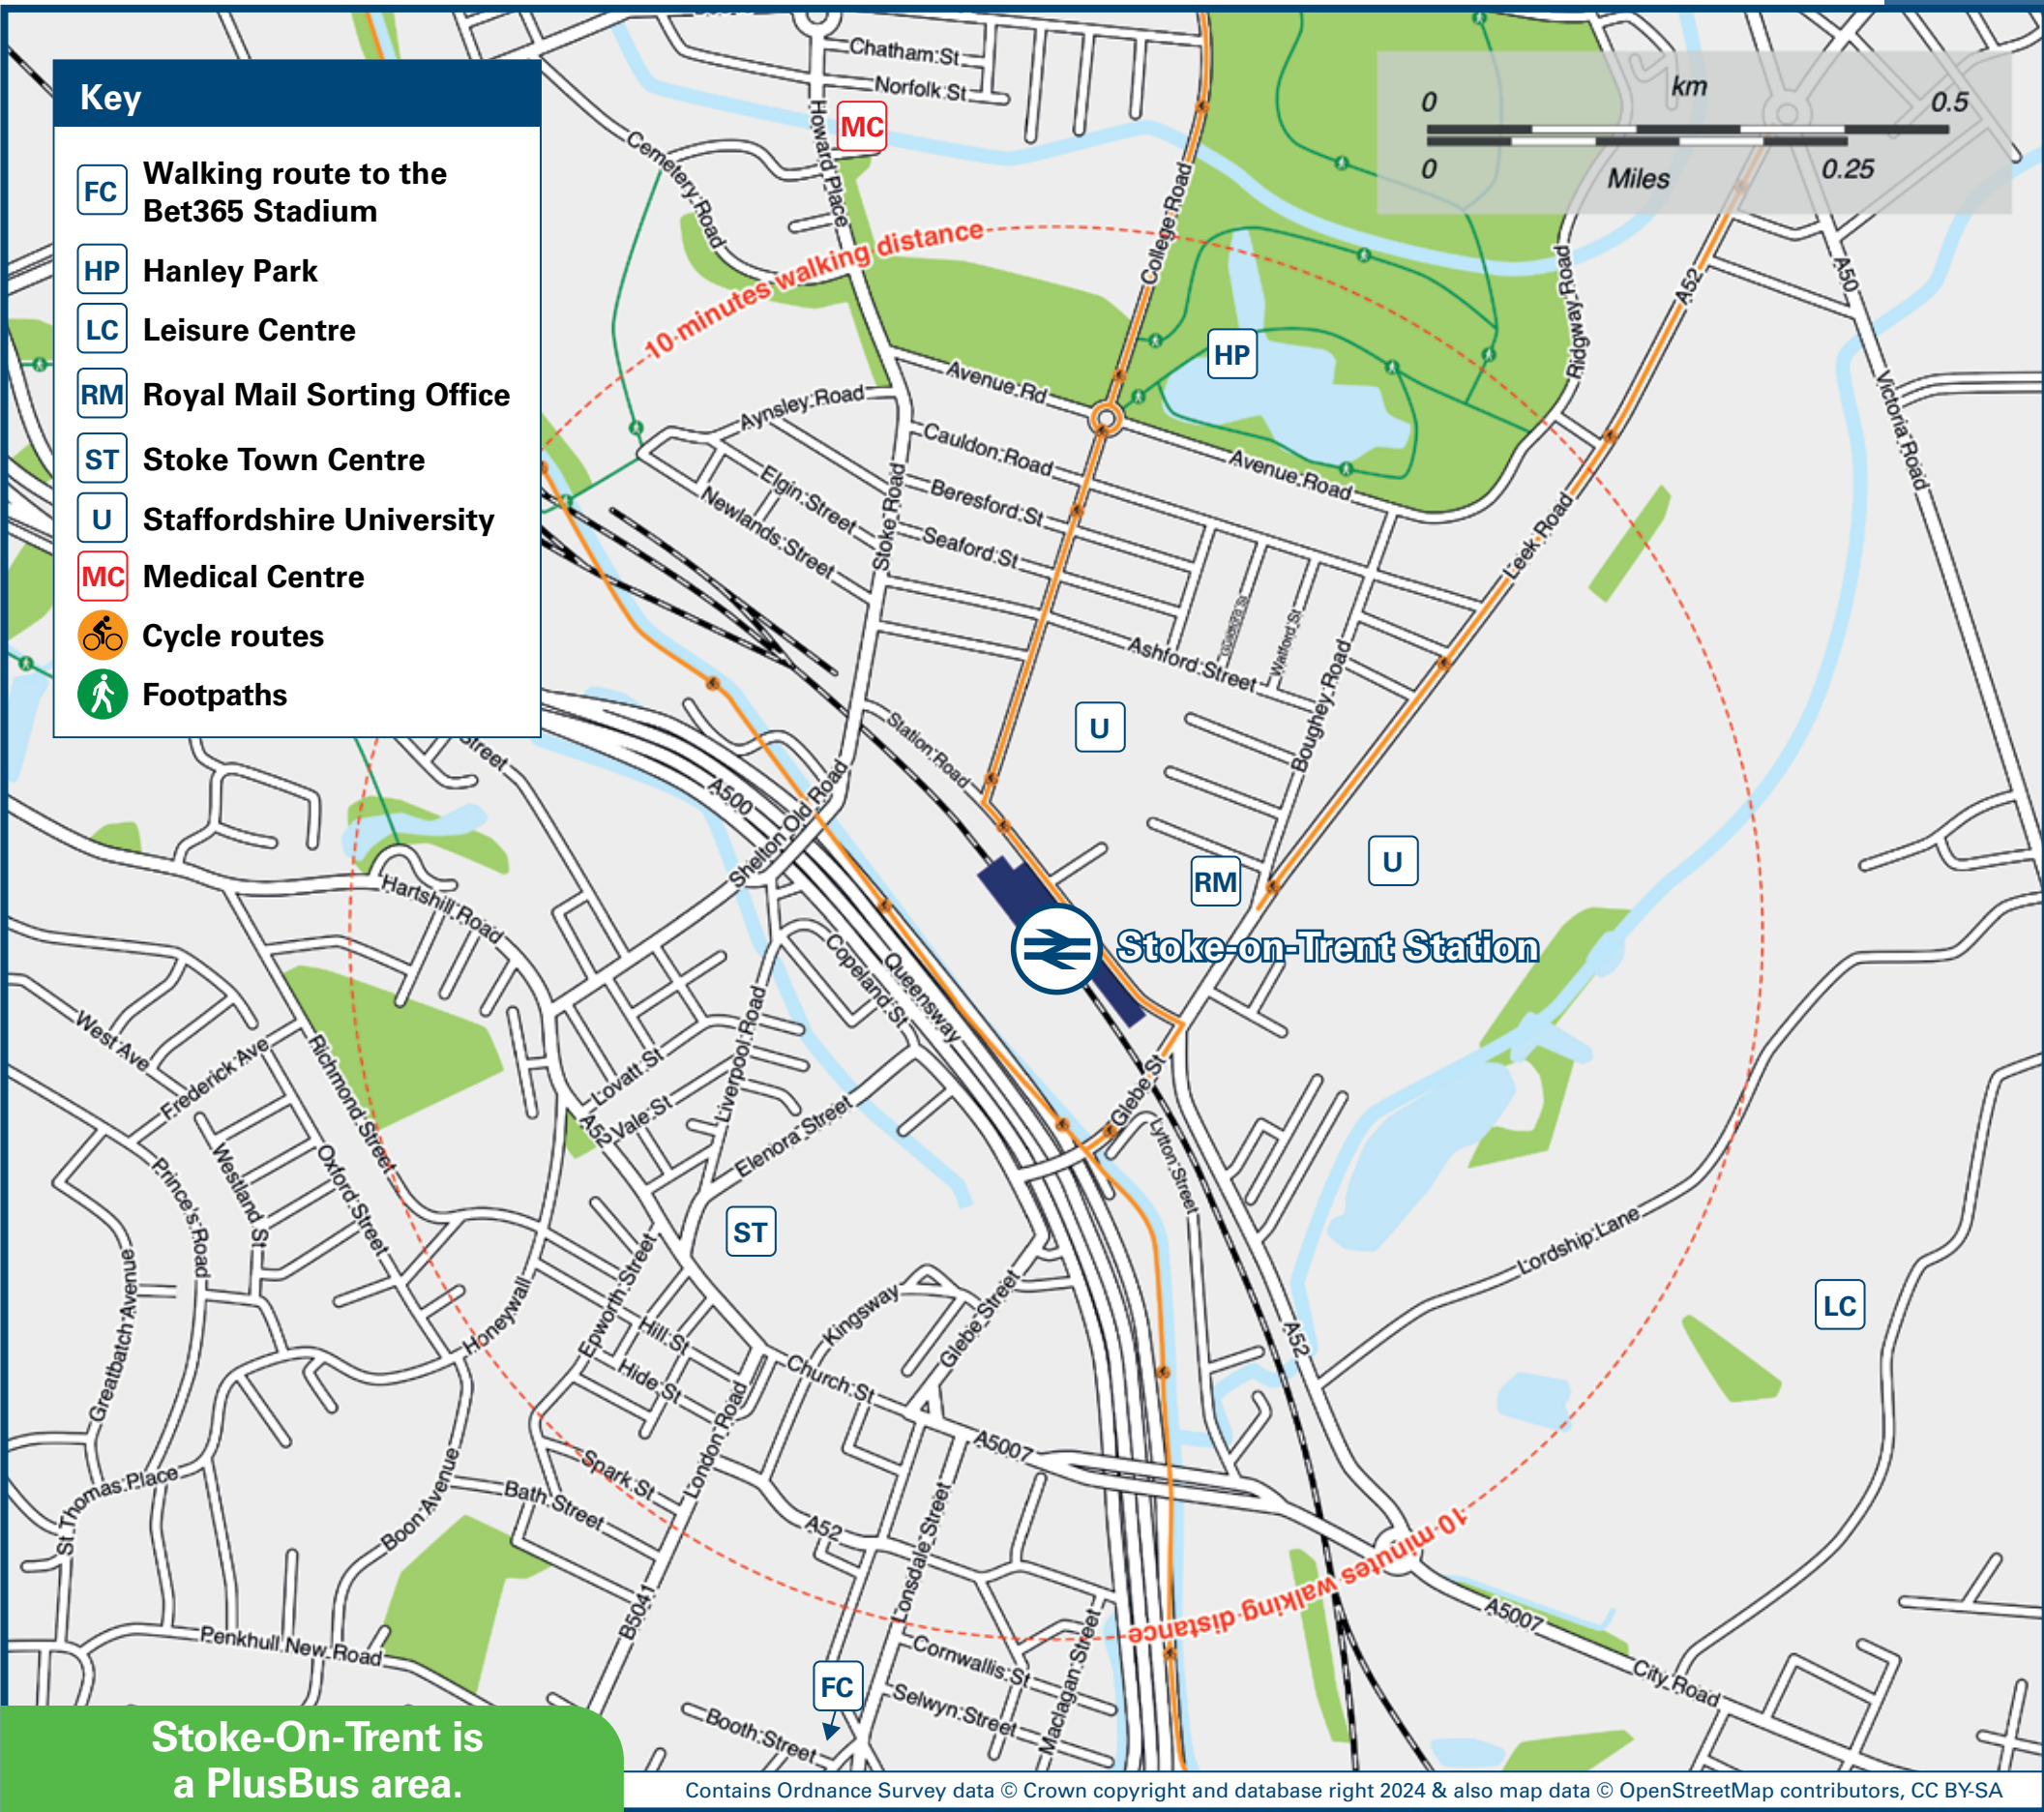 Key
FC
Walking route to the
Bet365 Stadium
HP
Hanley Park
LC
Leisure Centre
RM
Royal Mail Sorting Office
ST
Stoke Town Centre
U
Staffordshire University
MC
Medical Centre
Cycle routes
Footpaths
0
km
0.5
0
Miles
0.25
Chatham St
Norfolk St
Howard Place
MC
Cemetery Road
College Road
10 minutes walking distance
Ridgway Road
A52
A50
Victoria Road
HP
Avenue Rd
Aynsley Road
Cauldon Road
Avenue Road
Elgin Street
Beresford St
Newlands Street
Stoke Road
Seaford St
Leek Road
Watford St
Ashford Street
Boughey Road
U
Station Road
Street
A500
Shelton Old Road
U
RM
Hartshill Road
Stoke-on-Trent Station
Copeland St
Queensway
West Ave
Frederick Ave
Richmond Street
Lovatt St
Liverpool Road
A52
Vale St
Glebe St
Elenora Street
Lytton Street
Prince's Road
Westland St
Oxford Street
ST
Lordship Lane
Greatbatch Avenue
Epworth Street
Honeywall
Kingsway
Glebe Street
Hill St
Hide St
Church St
A52
LC
London Road
A5007
Spark St
Bath Street
St Thomas Place
Boon Avenue
A52
Lonsdale Street
10 minutes walking distance
A5007
B5041
Penkhull New Road
Cornwallis St
City Road
FC
Selwyn Street
Maclagan Street
Booth Street
Stoke-On-Trent is
a PlusBus area.
Contains Ordnance Survey data © Crown copyright and database right 2024 & also map data © OpenStreetMap contributors, CC BY-SA